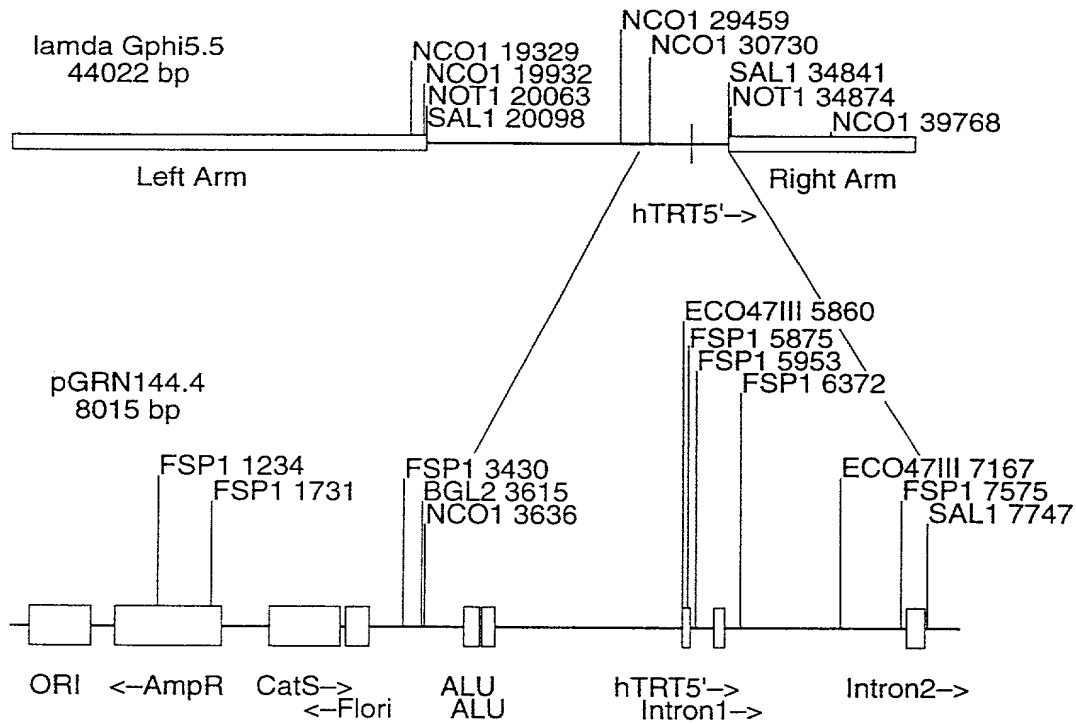 lamda Gphi5.5
44022 bp
NCO1 19329
NCO1 19932
NOT1 20063
SAL1 20098
NCO1 29459
NCO1 30730
SAL1 34841
NOT1 34874
NCO1 39768
Left Arm
Right Arm
hTRT5'–>
pGRN144.4
8015 bp
ECO47III 5860
FSP1 5875
FSP1 5953
FSP1 6372
FSP1 1234
FSP1 1731
FSP1 3430
BGL2 3615
NCO1 3636
ECO47III 7167
FSP1 7575
SAL1 7747
ORI
<–AmpR
CatS–>
<–Flori
ALU
ALU
hTRT5'–>
Intron1–>
Intron2–>